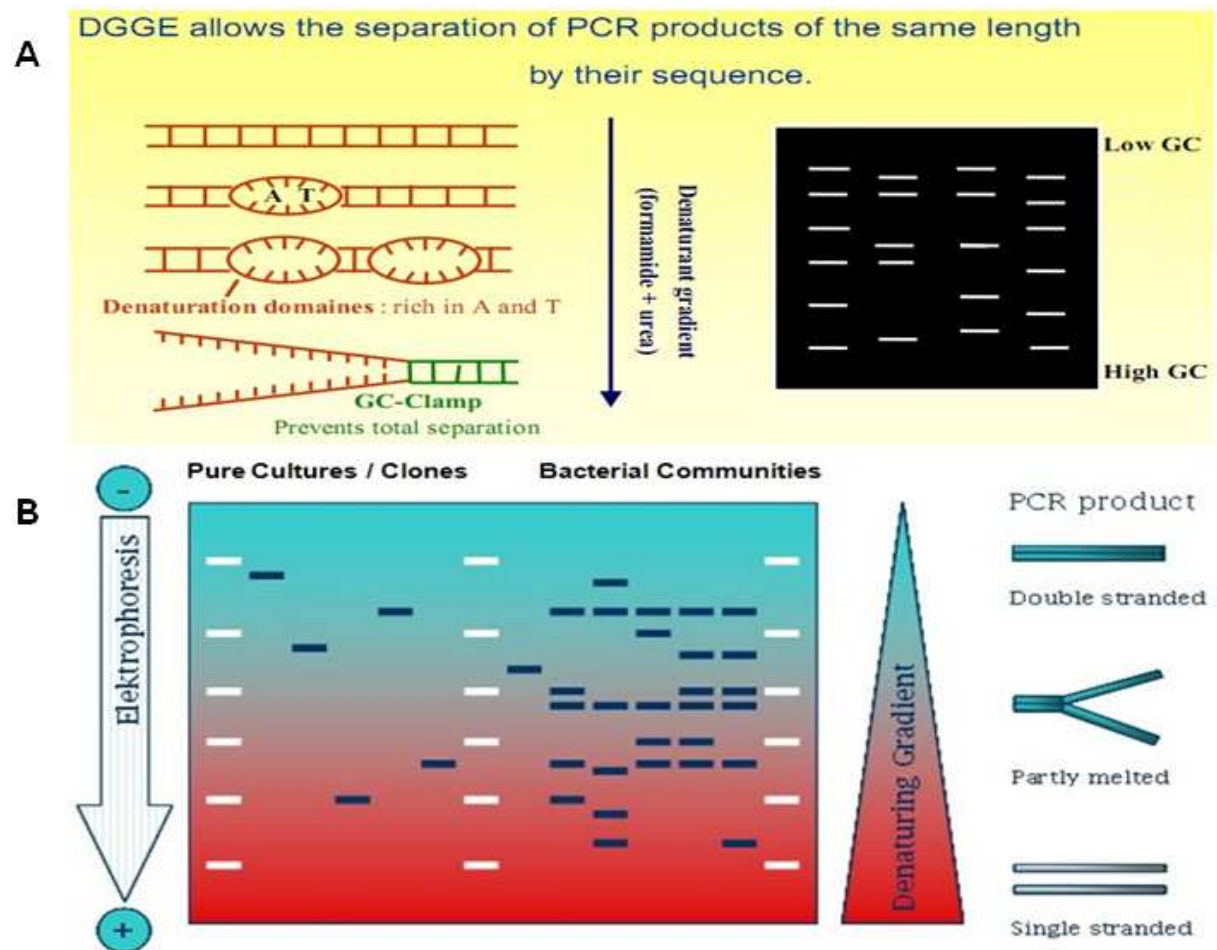 A
DGGE allows the separation of PCR products of the same length
by their sequence.
A T
Denaturation domaines : rich in A and T
GC-Clamp
Prevents total separation
Denaturant gradient
(formamide + urea)
Low GC
High GC
B
Pure Cultures / Clones
Bacterial Communities
-
Elektrophoresis
+
Denaturing Gradient
PCR product
Double stranded
Partly melted
Single stranded